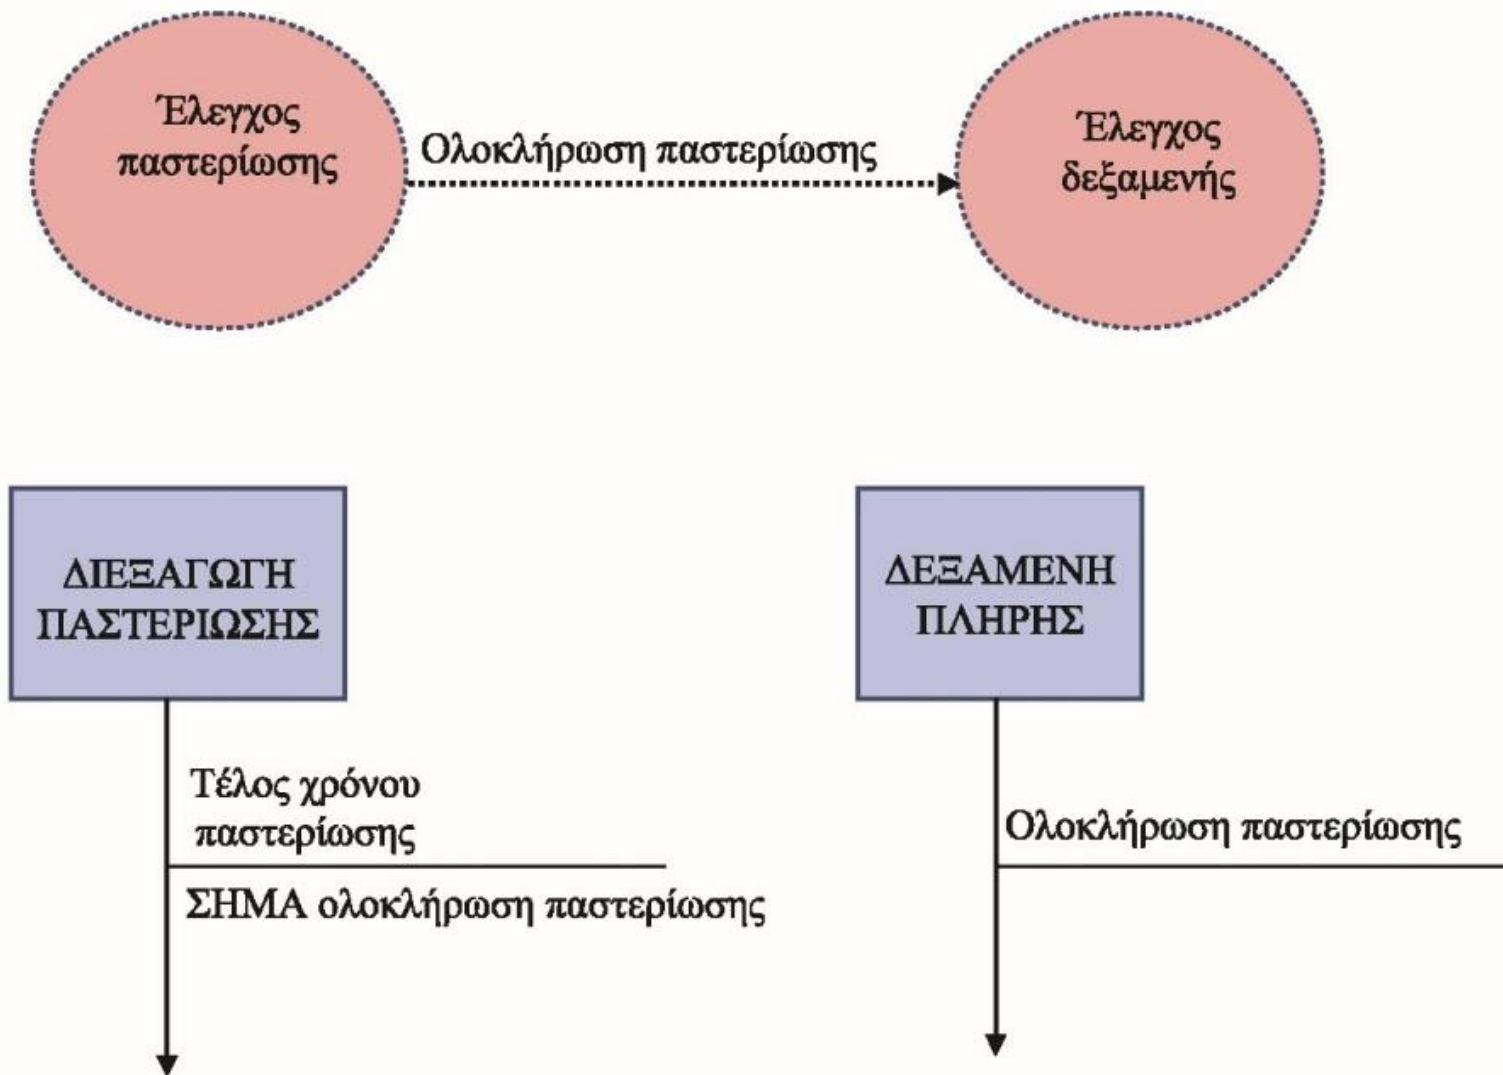 Έλεγχος
παστερίωσης
Ολοκλήρωση παστερίωσης
Έλεγχος
δεξαμενής
ΔΙΕΞΑΓΩΓΗ
ΠΑΣΤΕΡΙΩΣΗΣ
ΔΕΞΑΜΕΝΗ
ΠΛΗΡΗΣ
Τέλος χρόνου
παστερίωσης
ΣΗΜΑ ολοκλήρωση παστερίωσης
Ολοκλήρωση παστερίωσης